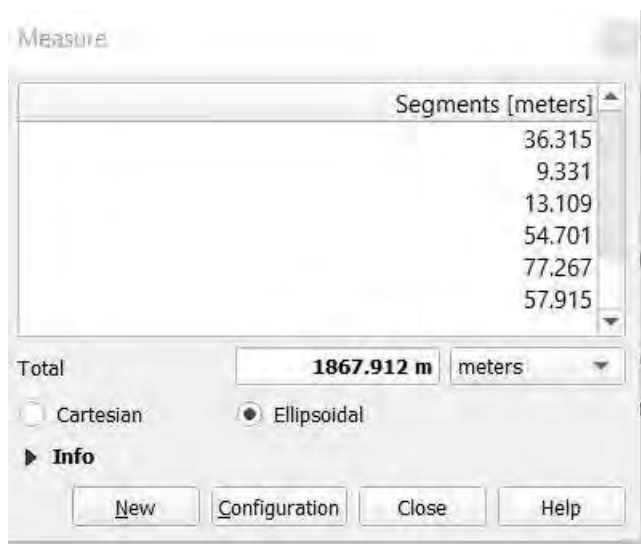 Measure
Segments [meters]
36.315
9.331
13.109
54.701
77.267
57.915
Total 1867.912 m meters
Cartesian Ellipsoidal
Info
New Configuration Close Help